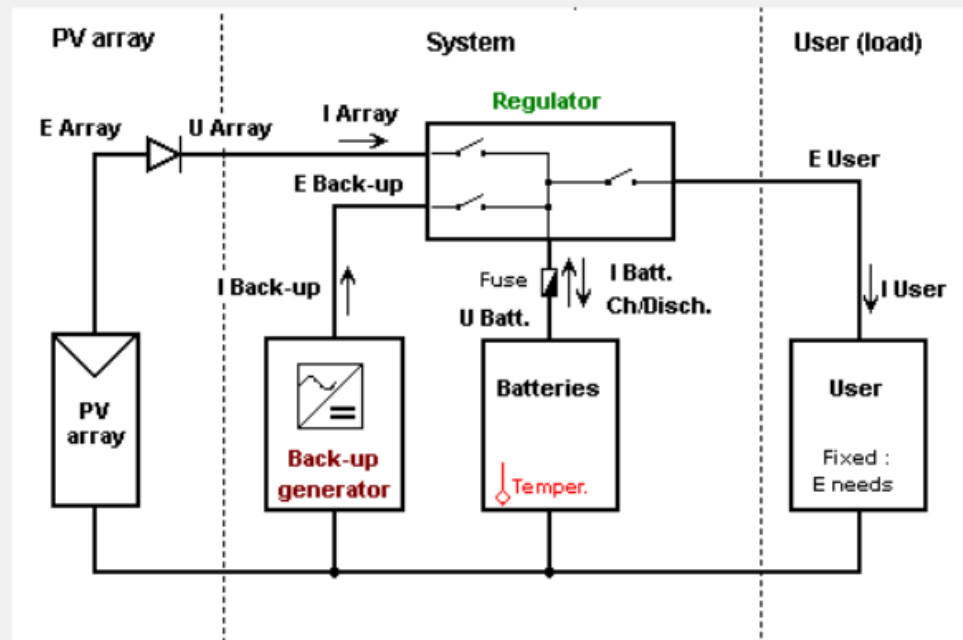 PV array
System
User (load)
Regulator
I Array
E Array
U Array
E User
E Back-up
I Back-up
Fuse
I Batt.
Ch/Disch.
U Batt.
I User
PV
array
Back-up
generator
Batteries
Temper.
User
Fixed :
E needs